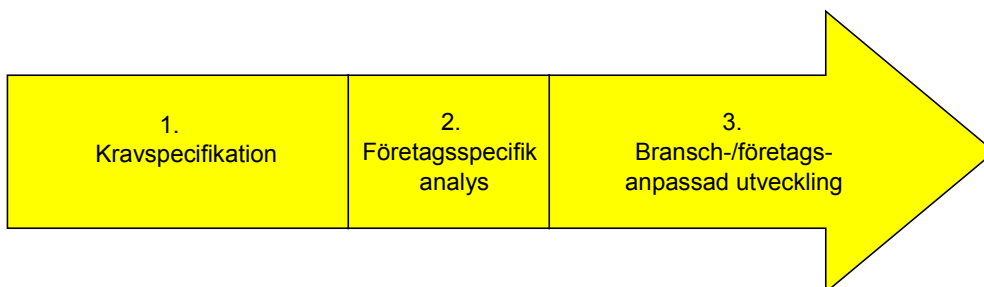 1.
Kravspecifikation
2.
Företagsspecifik
analys
3.
Bransch-/företags-
anpassad utveckling